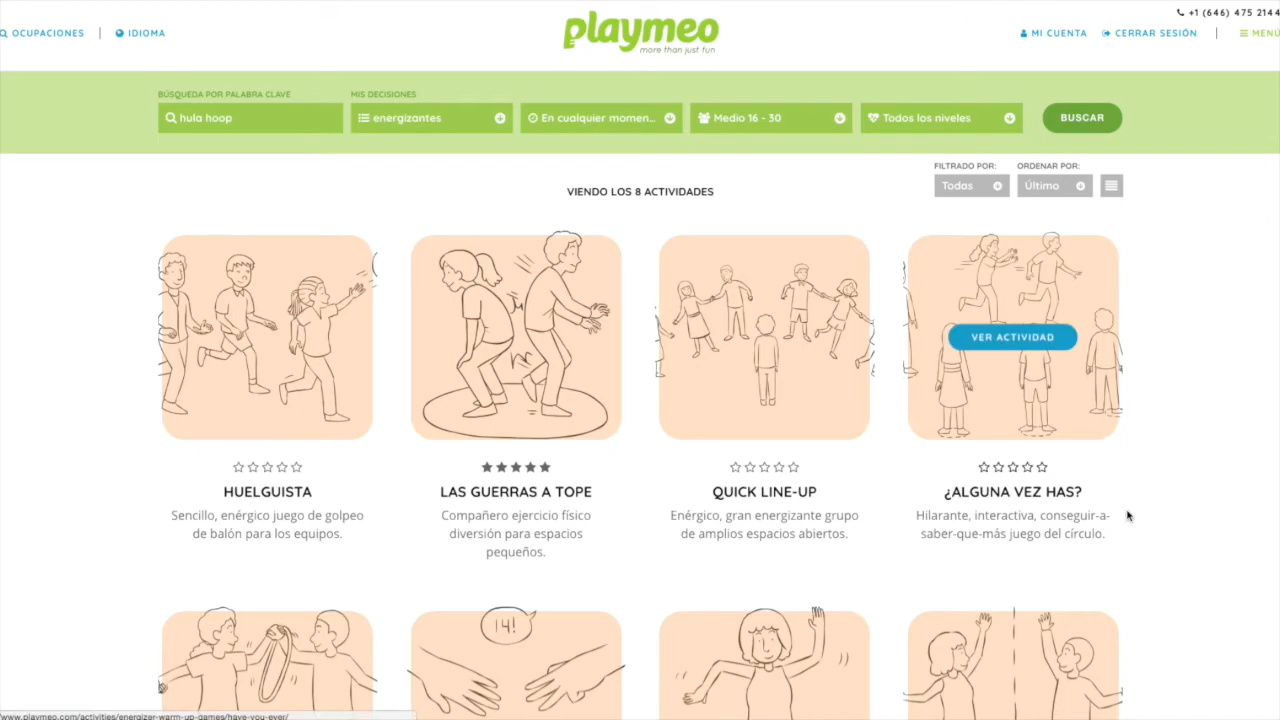 +1 (646) 475 2144
OCUPACIONES | IDIOMA
playmeo
more than just fun
MI CUENTA CERRAR SESIÓN | MENÚ
BÚSQUEDA POR PALABRA CLAVE MIS DECISIONES
hula hoop energizantes En cualquier momen... Medio 16 - 30 Todos los niveles BUSCAR
FILTRADO POR: ORDENAR POR:
Todas Último
VIENDO LOS 8 ACTIVIDADES
VER ACTIVIDAD
HUELGUISTA
Sencillo, enérgico juego de golpeo
de balón para los equipos.
LAS GUERRAS A TOPE
Compañero ejercicio físico
diversión para espacios
pequeños.
QUICK LINE-UP
Enérgico, gran energizante grupo
de amplios espacios abiertos.
¿ALGUNA VEZ HAS?
Hilarante, interactiva, conseguir-a-
saber-que-más juego del círculo.
14!
/www.playmeo.com/activities/energizer-warm-up-games/have-you-ever/